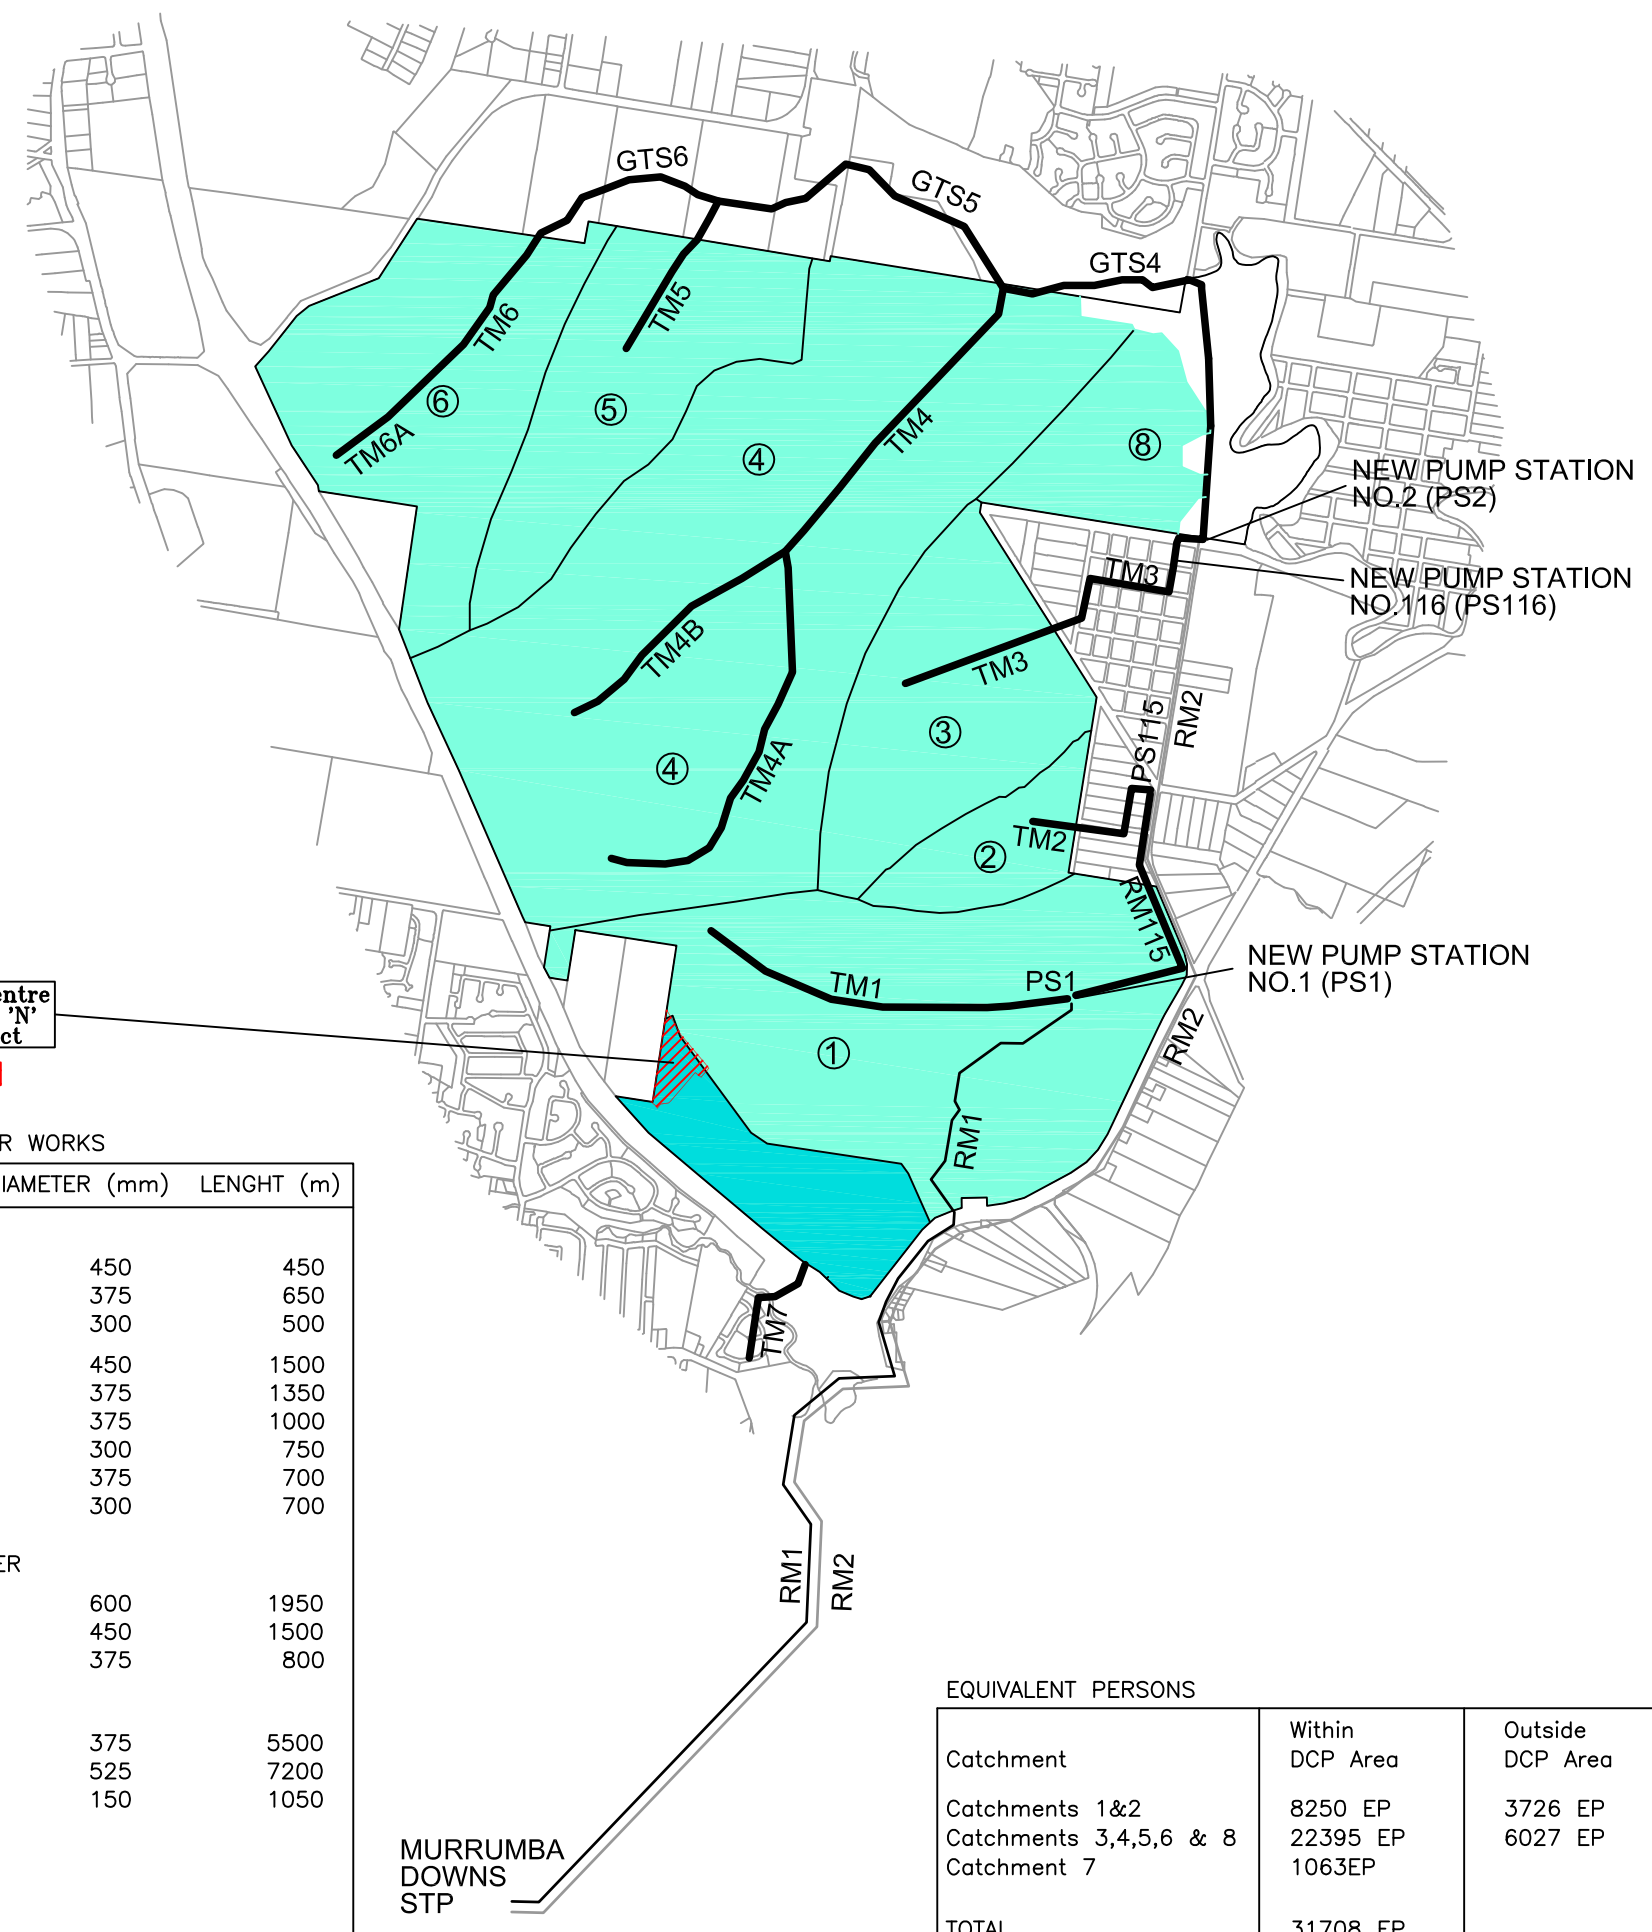 GTS6
GTS5
GTS4
TM6
TM5
TM6A
6
5
4
TM4
8
NEW PUMP STATION
NO.2 (PS2)
TM3
NEW PUMP STATION
NO.116 (PS116)
TM4B
TM3
3
4
TM4A
PS115
RM2
TM2
2
RM115
NEW PUMP STATION
NO.1 (PS1)
TM1
PS1
1
RM2
RM1
TM7
RM1
RM2
MURRUMBA
DOWNS
STP
'N'
WORKS
(mm) LENGHT (m)
450 450
375 650
300 500
450 1500
375 1350
375 1000
300 750
375 700
300 700
600 1950
450 1500
375 800
375 5500
525 7200
150 1050
EQUIVALENT PERSONS
Within Outside
Catchment DCP Area DCP Area
Catchments 1&2 8250 EP 3726 EP
Catchments 3,4,5,6 & 8 22395 EP 6027 EP
Catchment 7 1063EP
TOTAL 31708 EP